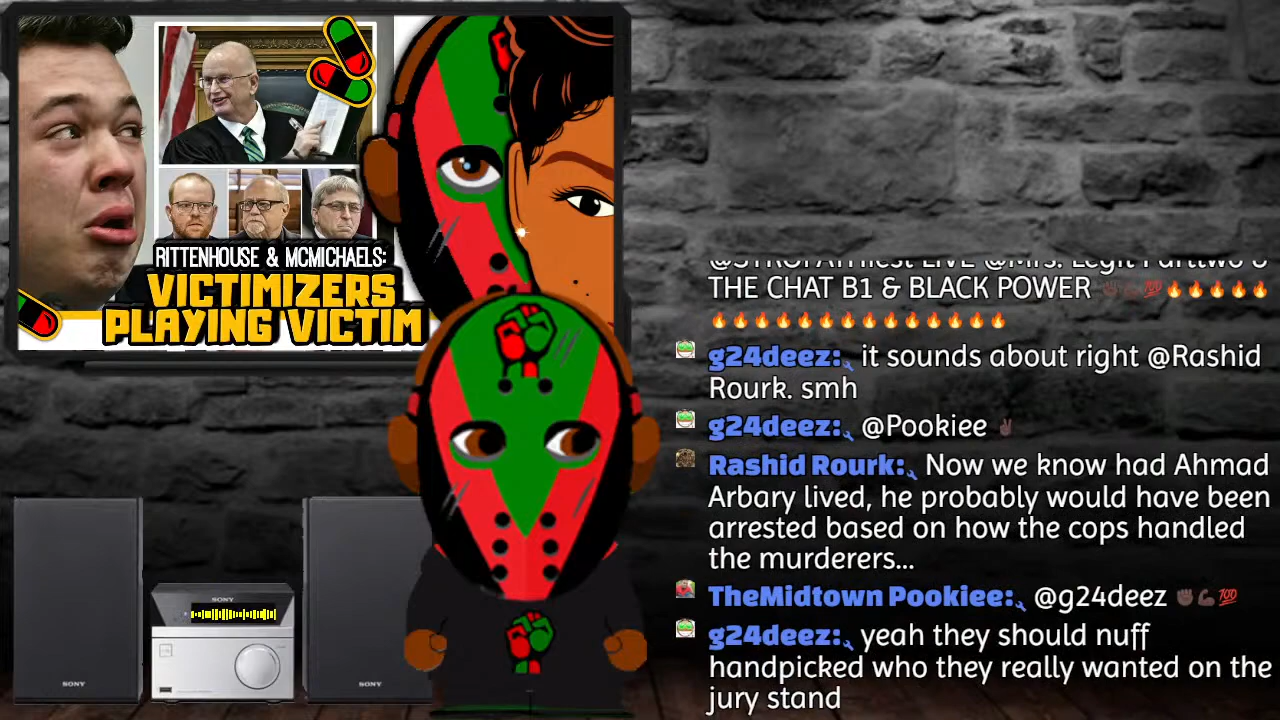 RITTENHOUSE & MCMICHAELS:
VICTIMIZERS
PLAYING VICTIM
THE CHAT B1 & BLACK POWER
g24deez: it sounds about right @Rashid
Rourk. smh
g24deez: @Pookiee
Rashid Rourk: Now we know had Ahmad
Arbary lived, he probably would have been
arrested based on how the cops handled
the murderers...
TheMidtown Pookiee: @g24deez
g24deez: yeah they should nuff
handpicked who they really wanted on the
jury stand
SONY
SONY
SONY